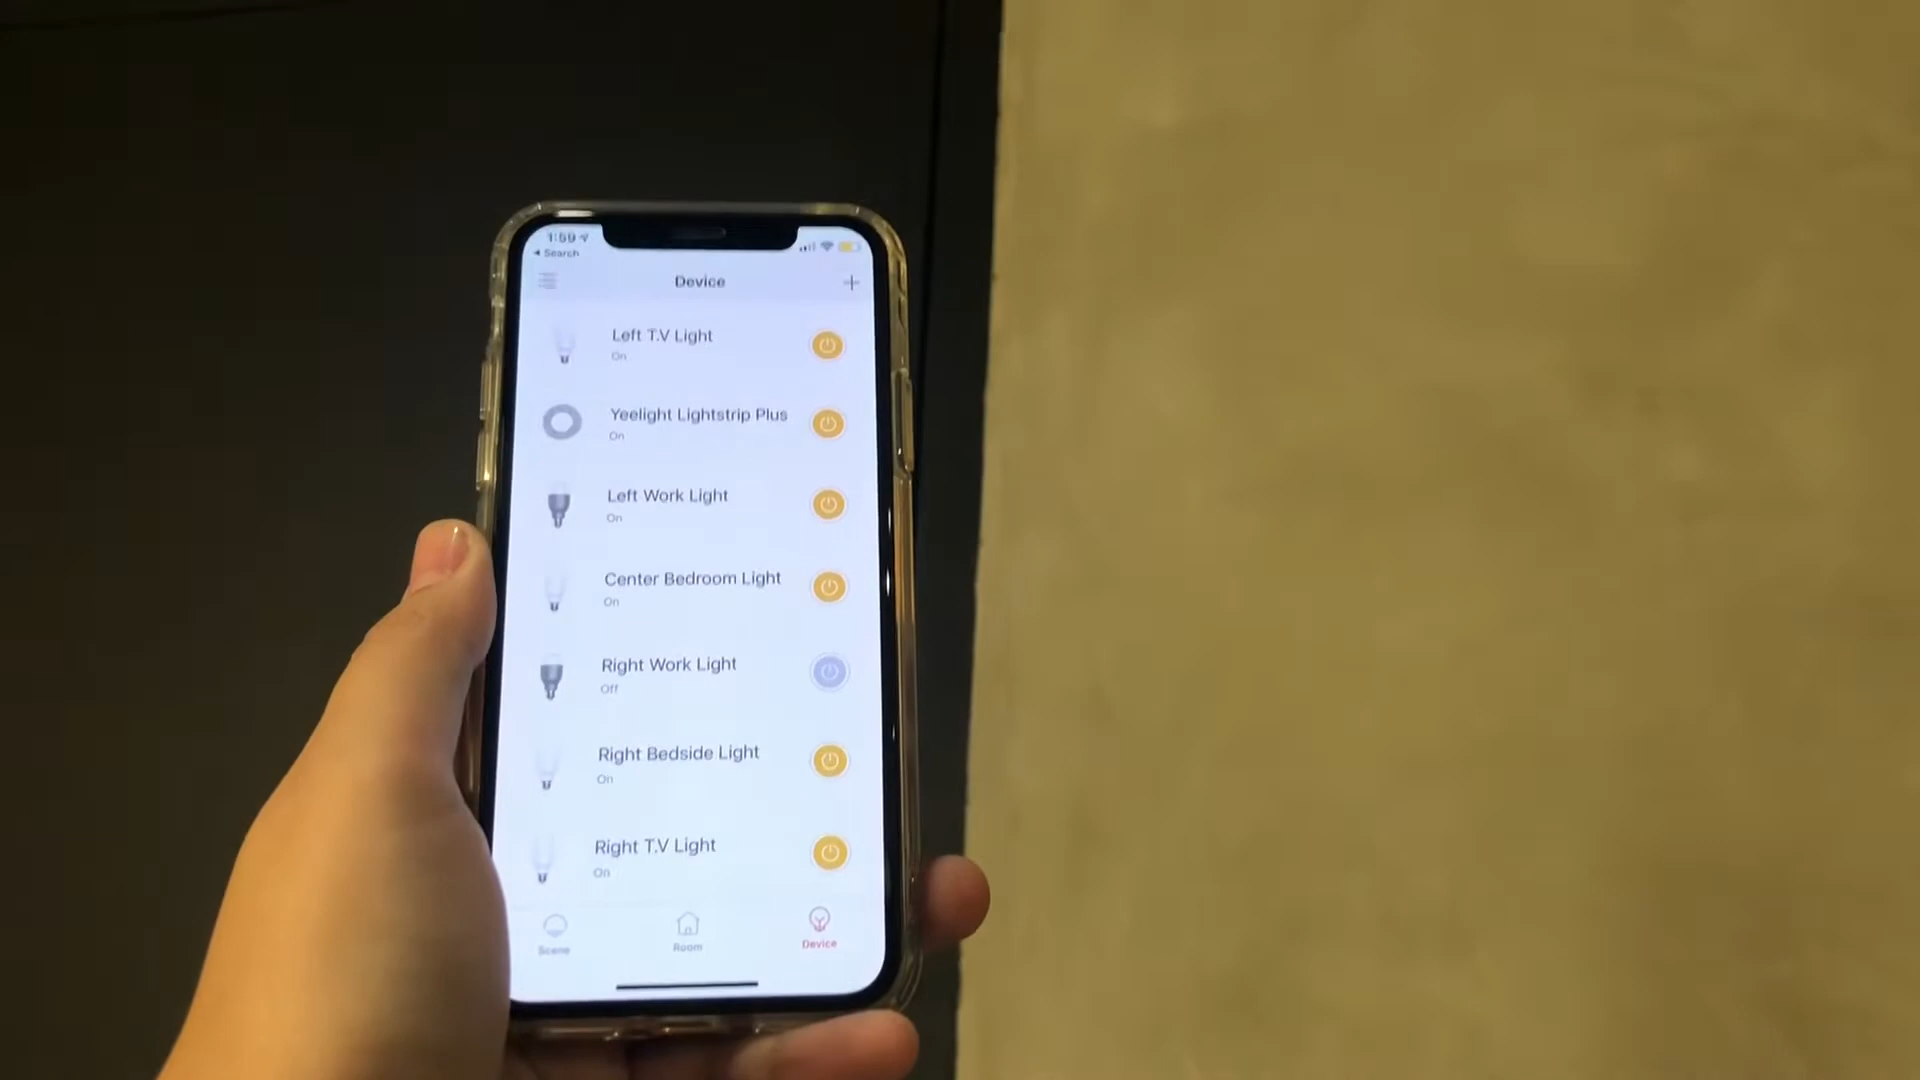 1:59
Search
Device
Left T.V Light
On
Yeelight Lightstrip Plus
On
Left Work Light
On
Center Bedroom Light
On
Right Work Light
Off
Right Bedside Light
On
Right T.V Light
On
Scene
Room
Device